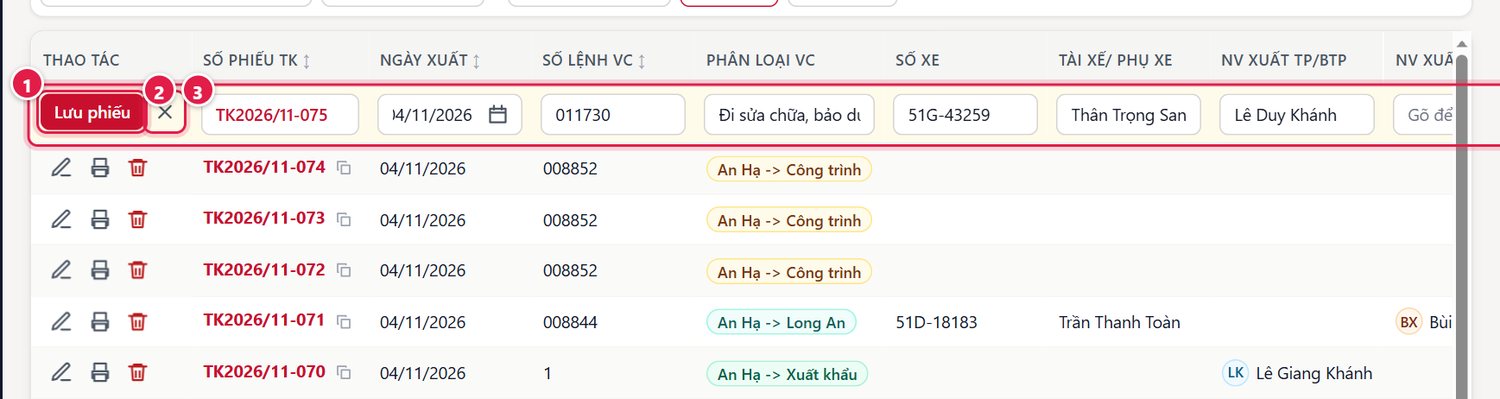 THAO TÁC SỐ PHIẾU TK NGÀY XUẤT SỐ LỆNH VC PHÂN LOẠI VC SỐ XE TÀI XẾ/ PHỤ XE NV XUẤT TP/BTP NV XUẤ
1 2 3
Lưu phiếu TK2026/11-075 04/11/2026 011730 Đi sửa chữa, bảo dư 51G-43259 Thân Trọng San Lê Duy Khánh Gõ để
TK2026/11-074 04/11/2026 008852 An Hạ -> Công trình
TK2026/11-073 04/11/2026 008852 An Hạ -> Công trình
TK2026/11-072 04/11/2026 008852 An Hạ -> Công trình
TK2026/11-071 04/11/2026 008844 An Hạ -> Long An 51D-18183 Trần Thanh Toàn BX Bùi
TK2026/11-070 04/11/2026 1 An Hạ -> Xuất khẩu LK Lê Giang Khánh